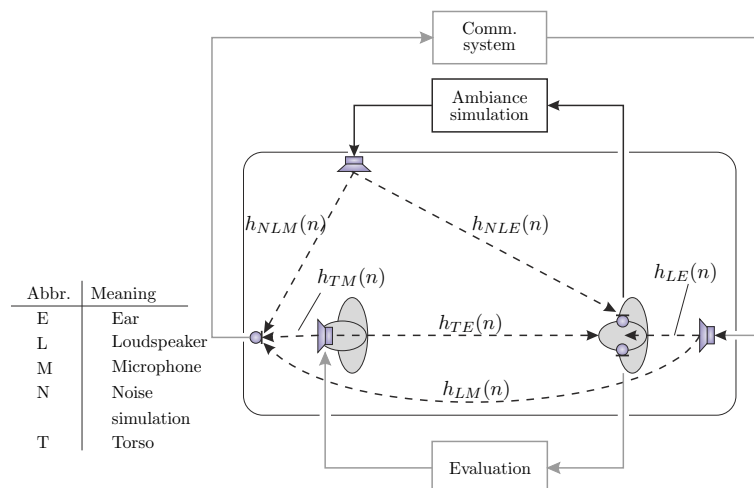 Comm.
system
Ambiance
simulation
h_{NLM}(n)
h_{NLE}(n)
h_{LE}(n)
h_{TM}(n)
h_{TE}(n)
h_{LM}(n)
Abbr. Meaning
E Ear
L Loudspeaker
M Microphone
N Noise
simulation
T Torso
Evaluation